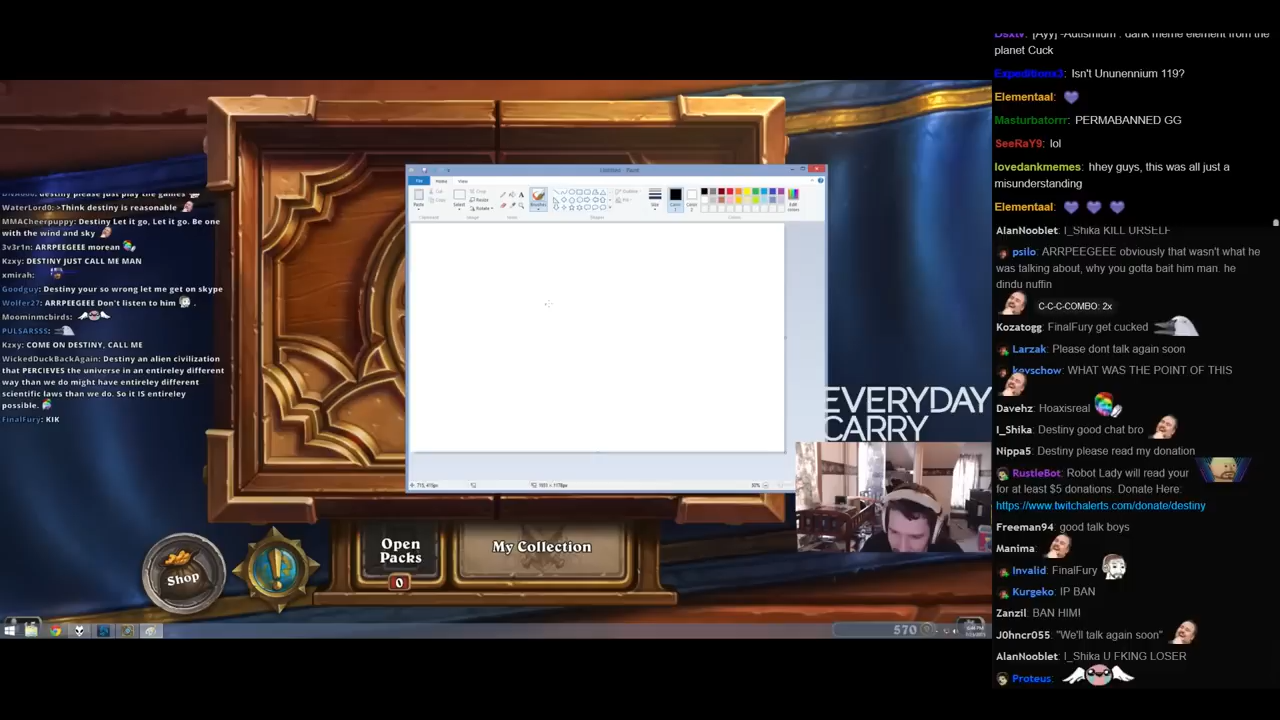 planet Cuck
Expeditionx3: Isn't Ununennium 119?
Elementaal:
Masturbatorrr: PERMABANNED GG
SeeRaY9: lol
lovedankmemes: hhey guys, this was all just a
misunderstanding
Elementaal:
AlanNooblet: I_Shika KILL URSELF
psilo: ARRPEEGEEE obviously that wasn't what he
was talking about, why you gotta bait him man. he
dindu nuffin
C-C-C-COMBO: 2x
Kozatogg: FinalFury get cucked
Larzak: Please dont talk again soon
WHAT WAS THE POINT OF THIS
Davehz: Hoaxisreal
I_Shika: Destiny good chat bro
Nippa5: Destiny please read my donation
RustleBot: Robot Lady will read your
for at least $5 donations. Donate Here:
https://www.twitchalerts.com/donate/destiny
Freeman94: good talk boys
Manima:
Invalid: FinalFury
Kurgeko: IP BAN
Zanzil: BAN HIM!
J0hncr055: "We'll talk again soon"
AlanNooblet: I_Shika U FKING LOSER
Proteus:
destiny please just play the games
WaterLord0: >Think destiny is reasonable
MMACheerpuppy: Destiny Let it go, Let go. Be one
with the wind and sky
3v3r1n: ARRPEEGEEE morean
Kzxy: DESTINY JUST CALL ME MAN
xmirah:
Goodguy: Destiny your so wrong let me get on skype
Wolfer27: ARRPEEGEEE Don't listen to him
Moominmcbirds:
PULSARSSS:
Kzxy: COME ON DESTINY, CALL ME
WickedDuckBackAgain: Destiny an alien civilization
that PERCIEVES the universe in an entireley different
way than we do might have entireley different
scientific laws than we do. So it IS entireley
possible.
FinalFury: KIK
Untitled - Paint
EVERYDAY
CARRY
Shop
Open
Packs
0
My Collection
570